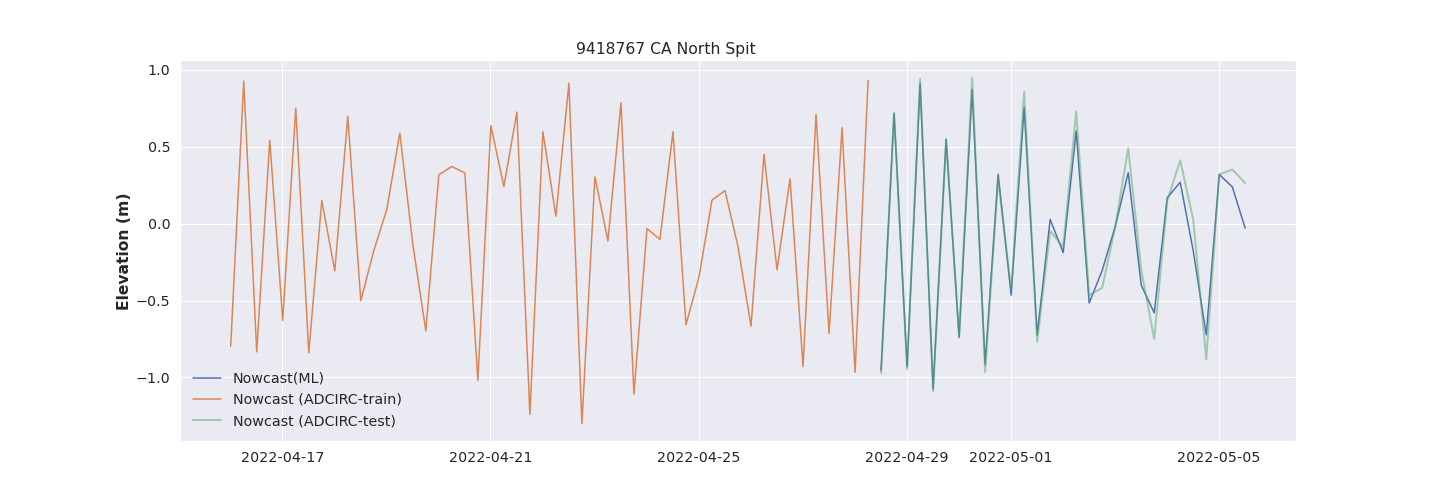 9418767 CA North Spit
Elevation (m)
1.0
0.5
0.0
−0.5
−1.0
Nowcast(ML)
Nowcast (ADCIRC-train)
Nowcast (ADCIRC-test)
2022-04-17 2022-04-21 2022-04-25 2022-04-29 2022-05-01 2022-05-05